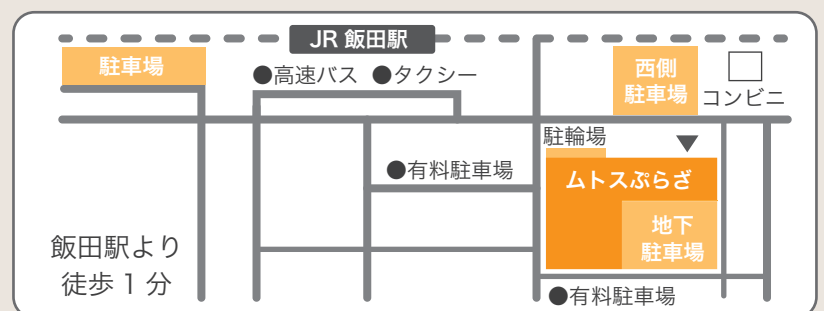 JR 飯田駅
駐車場
●高速バス ●タクシー
西側
駐車場
コンビニ
駐輪場
●有料駐車場
ムトスぷらざ
地下
駐車場
飯田駅より
徒歩 1 分
●有料駐車場